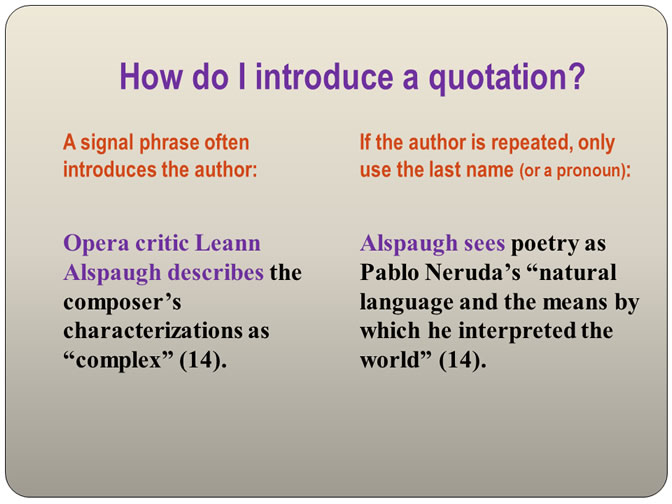 How do I introduce a quotation?
A signal phrase often
introduces the author:
Opera critic Leann
Alspaugh describes the
composer’s
characterizations as
“complex” (14).
If the author is repeated, only
use the last name (or a pronoun):
Alspaugh sees poetry as
Pablo Neruda’s “natural
language and the means by
which he interpreted the
world” (14).